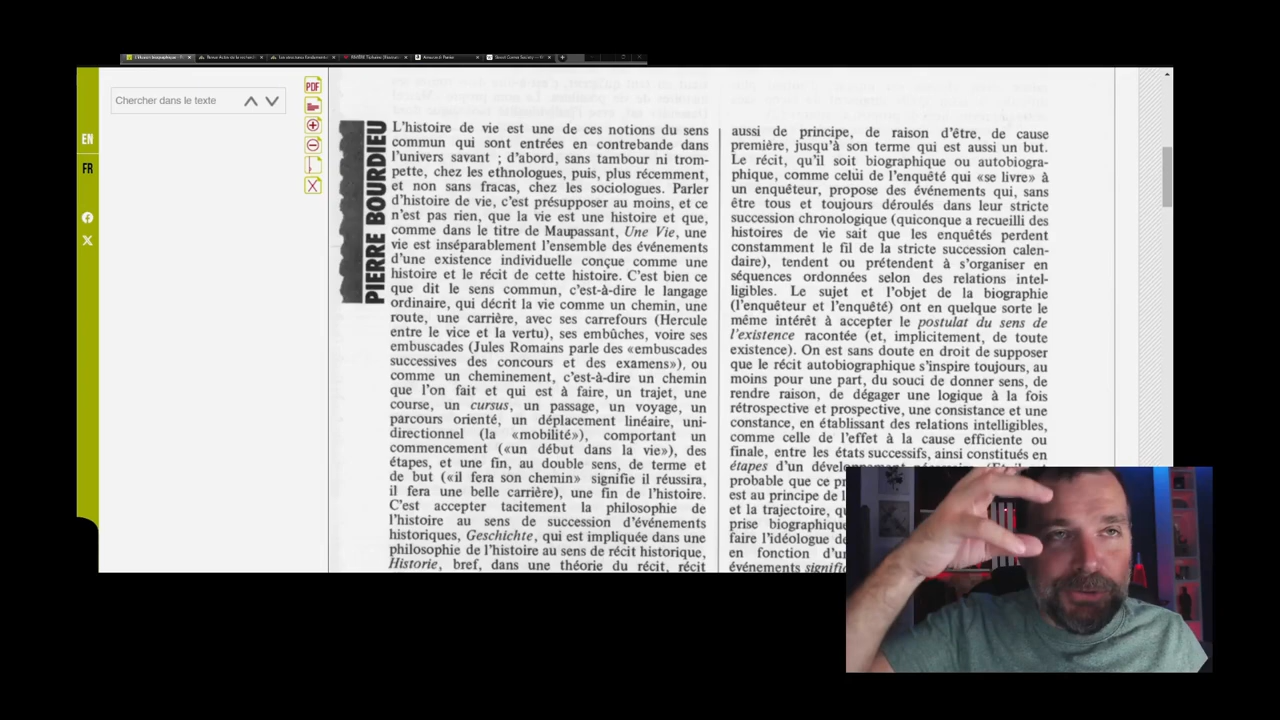 L'illusion biographique
Amazon.fr Panier
EN
FR
Chercher dans le texte
PDF
PIERRE BOURDIEU
L'histoire de vie est une de ces notions du sens
commun qui sont entrées en contrebande dans
l'univers savant ; d'abord, sans tambour ni trom-
pette, chez les ethnologues, puis, plus récemment,
et non sans fracas, chez les sociologues. Parler
d'histoire de vie, c'est présupposer au moins, et ce
n'est pas rien, que la vie est une histoire et que,
comme dans le titre de Maupassant, Une Vie, une
vie est inséparablement l'ensemble des événements
d'une existence individuelle conçue comme une
histoire et le récit de cette histoire. C'est bien ce
que dit le sens commun, c'est-à-dire le langage
ordinaire, qui décrit la vie comme un chemin, une
route, une carrière, avec ses carrefours (Hercule
entre le vice et la vertu), ses embûches, voire ses
embuscades (Jules Romains parle des «embuscades
successives des concours et des examens»), ou
comme un cheminement, c'est-à-dire un chemin
que l'on fait et qui est à faire, un trajet, une
course, un cursus, un passage, un voyage, un
parcours orienté, un déplacement linéaire, uni-
directionnel (la «mobilité»), comportant un
commencement («un début dans la vie»), des
étapes, et une fin, au double sens, de terme et
de but («il fera son chemin» signifie il réussira,
il fera une belle carrière), une fin de l'histoire.
C'est accepter tacitement la philosophie de
l'histoire au sens de succession d'événements
historiques, Geschichte, qui est impliquée dans une
philosophie de l'histoire au sens de récit historique,
Historie, bref, dans une théorie du récit, récit
aussi de principe, de raison d'être, de cause
première, jusqu'à son terme qui est aussi un but.
Le récit, qu'il soit biographique ou autobiogra-
phique, comme celui de l'enquêté qui «se livre» à
un enquêteur, propose des événements qui, sans
être tous et toujours déroulés dans leur stricte
succession chronologique (quiconque a recueilli des
histoires de vie sait que les enquêtés perdent
constamment le fil de la stricte succession calen-
daire), tendent ou prétendent à s'organiser en
séquences ordonnées selon des relations intel-
ligibles. Le sujet et l'objet de la biographie
(l'enquêteur et l'enquêté) ont en quelque sorte le
même intérêt à accepter le postulat du sens de
l'existence racontée (et, implicitement, de toute
existence). On est sans doute en droit de supposer
que le récit autobiographique s'inspire toujours, au
moins pour une part, du souci de donner sens, de
rendre raison, de dégager une logique à la fois
rétrospective et prospective, une consistance et une
constance, en établissant des relations intelligibles,
comme celle de l'effet à la cause efficiente ou
finale, entre les états successifs, ainsi constitués en
étapes d'un
probable que ce
est au principe de
et la trajectoire,
prise biographique
faire l'idéologue de
en fonction
événements